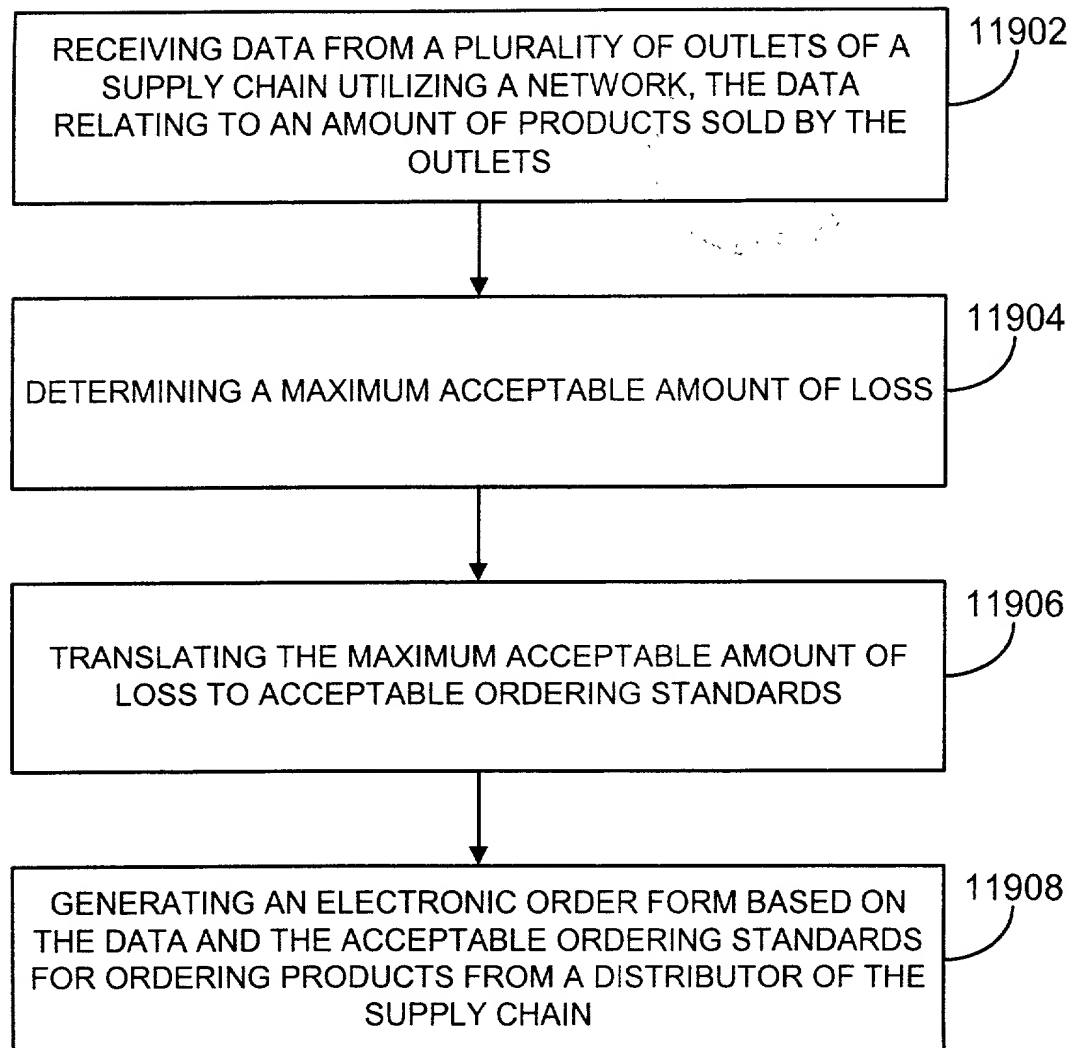 RECEIVING DATA FROM A PLURALITY OF OUTLETS OF A
SUPPLY CHAIN UTILIZING A NETWORK, THE DATA
RELATING TO AN AMOUNT OF PRODUCTS SOLD BY THE
OUTLETS
11902
DETERMINING A MAXIMUM ACCEPTABLE AMOUNT OF LOSS
11904
TRANSLATING THE MAXIMUM ACCEPTABLE AMOUNT OF
LOSS TO ACCEPTABLE ORDERING STANDARDS
11906
GENERATING AN ELECTRONIC ORDER FORM BASED ON
THE DATA AND THE ACCEPTABLE ORDERING STANDARDS
FOR ORDERING PRODUCTS FROM A DISTRIBUTOR OF THE
SUPPLY CHAIN
11908